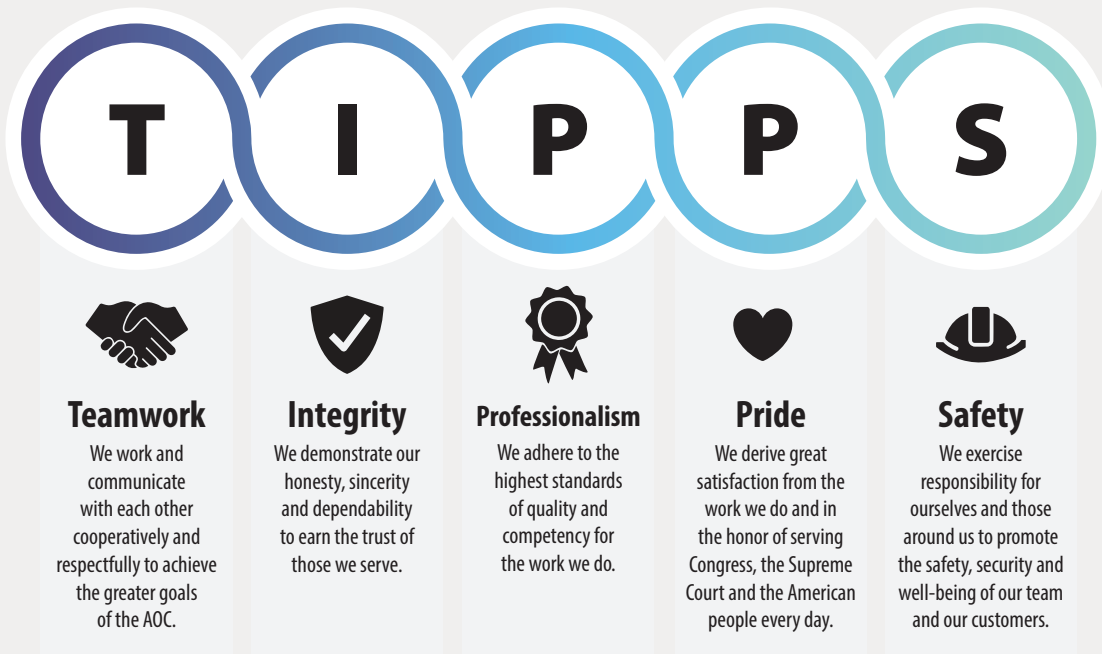 T I P P S
Teamwork
We work and
communicate
with each other
cooperatively and
respectfully to achieve
the greater goals
of the AOC.
Integrity
We demonstrate our
honesty, sincerity
and dependability
to earn the trust of
those we serve.
Professionalism
We adhere to the
highest standards
of quality and
competency for
the work we do.
Pride
We derive great
satisfaction from the
work we do and in
the honor of serving
Congress, the Supreme
Court and the American
people every day.
Safety
We exercise
responsibility for
ourselves and those
around us to promote
the safety, security and
well-being of our team
and our customers.